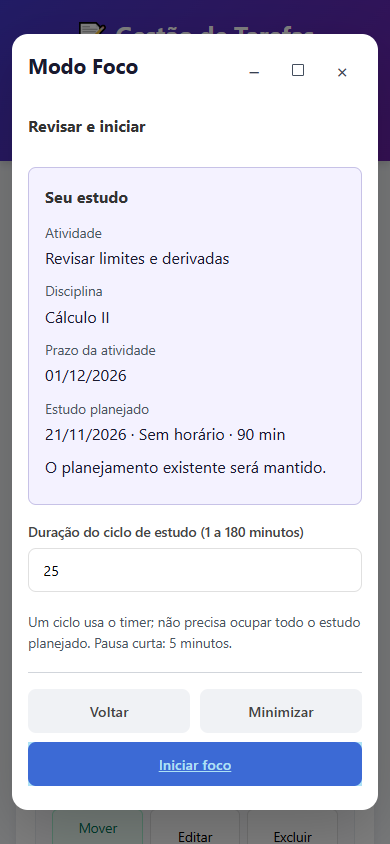 Gestão de Tarefas
Modo Foco
Revisar e iniciar
Seu estudo
Atividade
Revisar limites e derivadas
Disciplina
Cálculo II
Prazo da atividade
01/12/2026
Estudo planejado
21/11/2026 · Sem horário · 90 min
O planejamento existente será mantido.
Duração do ciclo de estudo (1 a 180 minutos)
25
Um ciclo usa o timer; não precisa ocupar todo o estudo
planejado. Pausa curta: 5 minutos.
Voltar Minimizar
Iniciar foco
Mover Editar Excluir